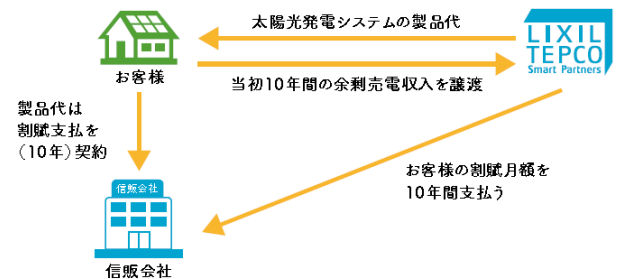 太陽光発電システムの製品代
LIXIL
TEPCO
Smart Partners
お客様
当初10年間の余剰売電収入を譲渡
製品代は
割賦支払を
（10年）契約
お客様の割賦月額を
10年間支払う
信販会社
信販会社